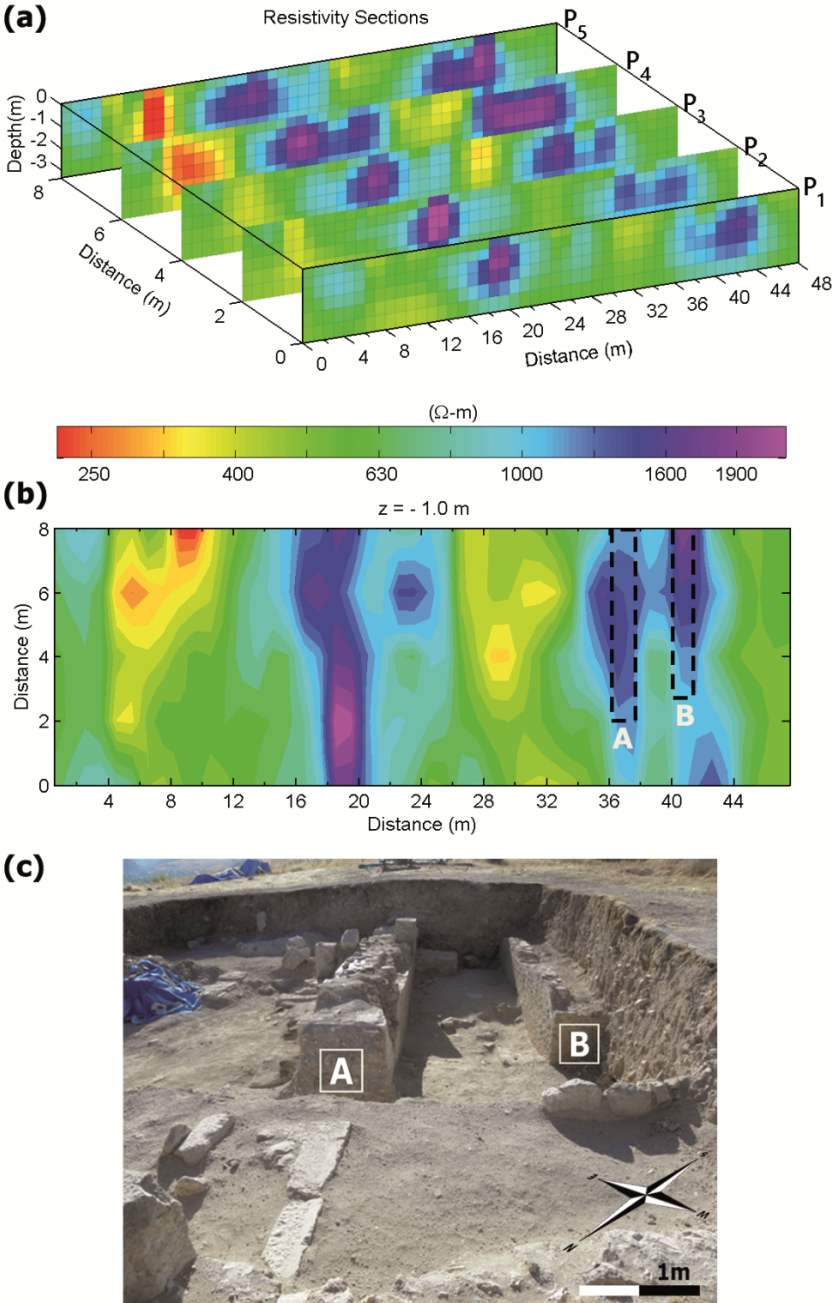 (a)
Resistivity Sections
P5
P4
P3
P2
P1
0
-1
-2
-3
Depth(m)
8
6
4
2
0
Distance (m)
0 4 8 12 16 20 24 28 32 36 40 44 48
Distance (m)
(Ω-m)
250 400 630 1000 1600 1900
(b)
z = - 1.0 m
8
6
4
2
0
Distance (m)
A B
4 8 12 16 20 24 28 32 36 40 44
Distance (m)
(c)
A B
S
E
W
N
1m